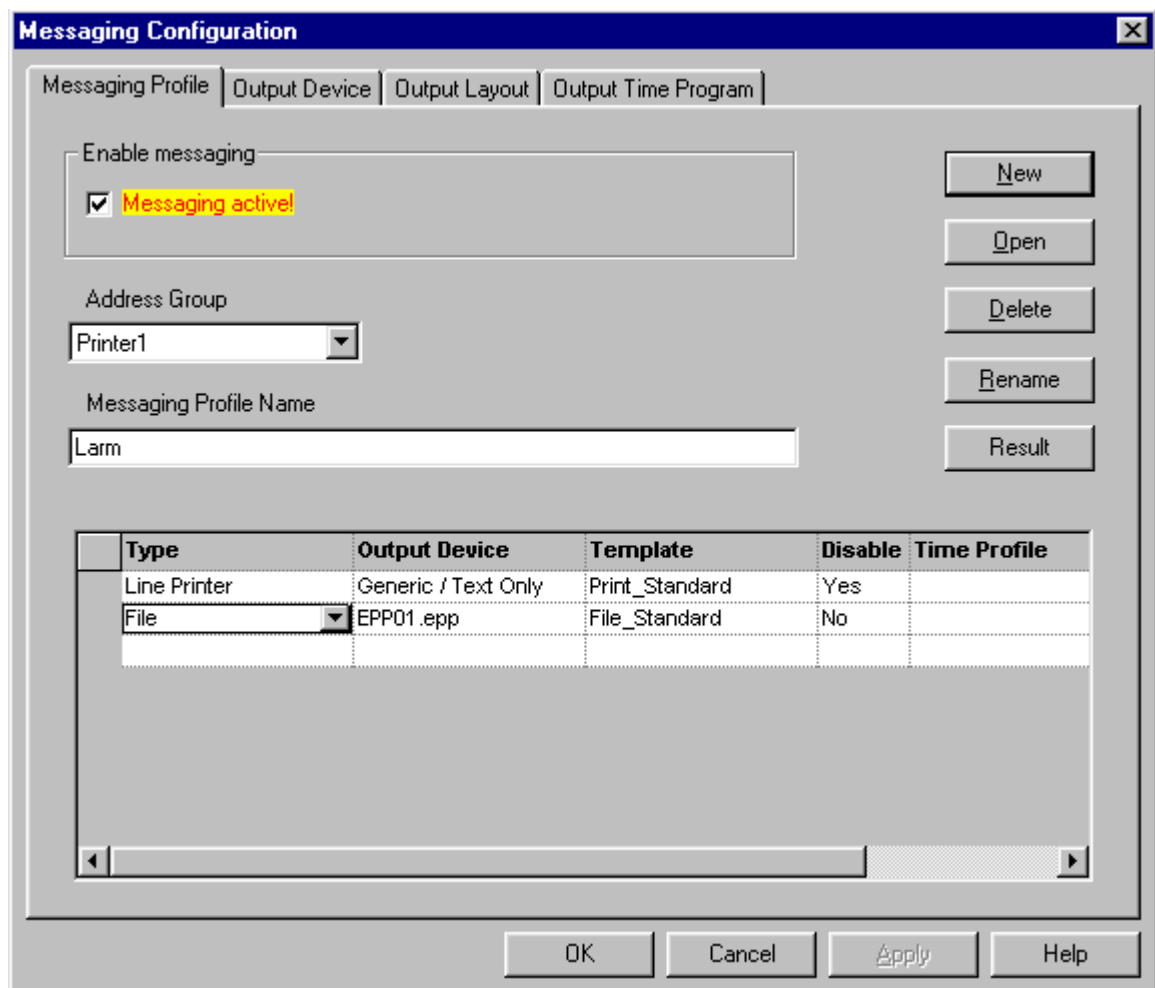 Messaging Configuration
Messaging Profile Output Device Output Layout Output Time Program
Enable messaging
Messaging active!
New
Open
Address Group
Delete
Printer1
Rename
Messaging Profile Name
Larm
Result
Type Output Device Template Disable Time Profile
Line Printer Generic / Text Only Print_Standard Yes
File EPP01.epp File_Standard No
OK Cancel Apply Help